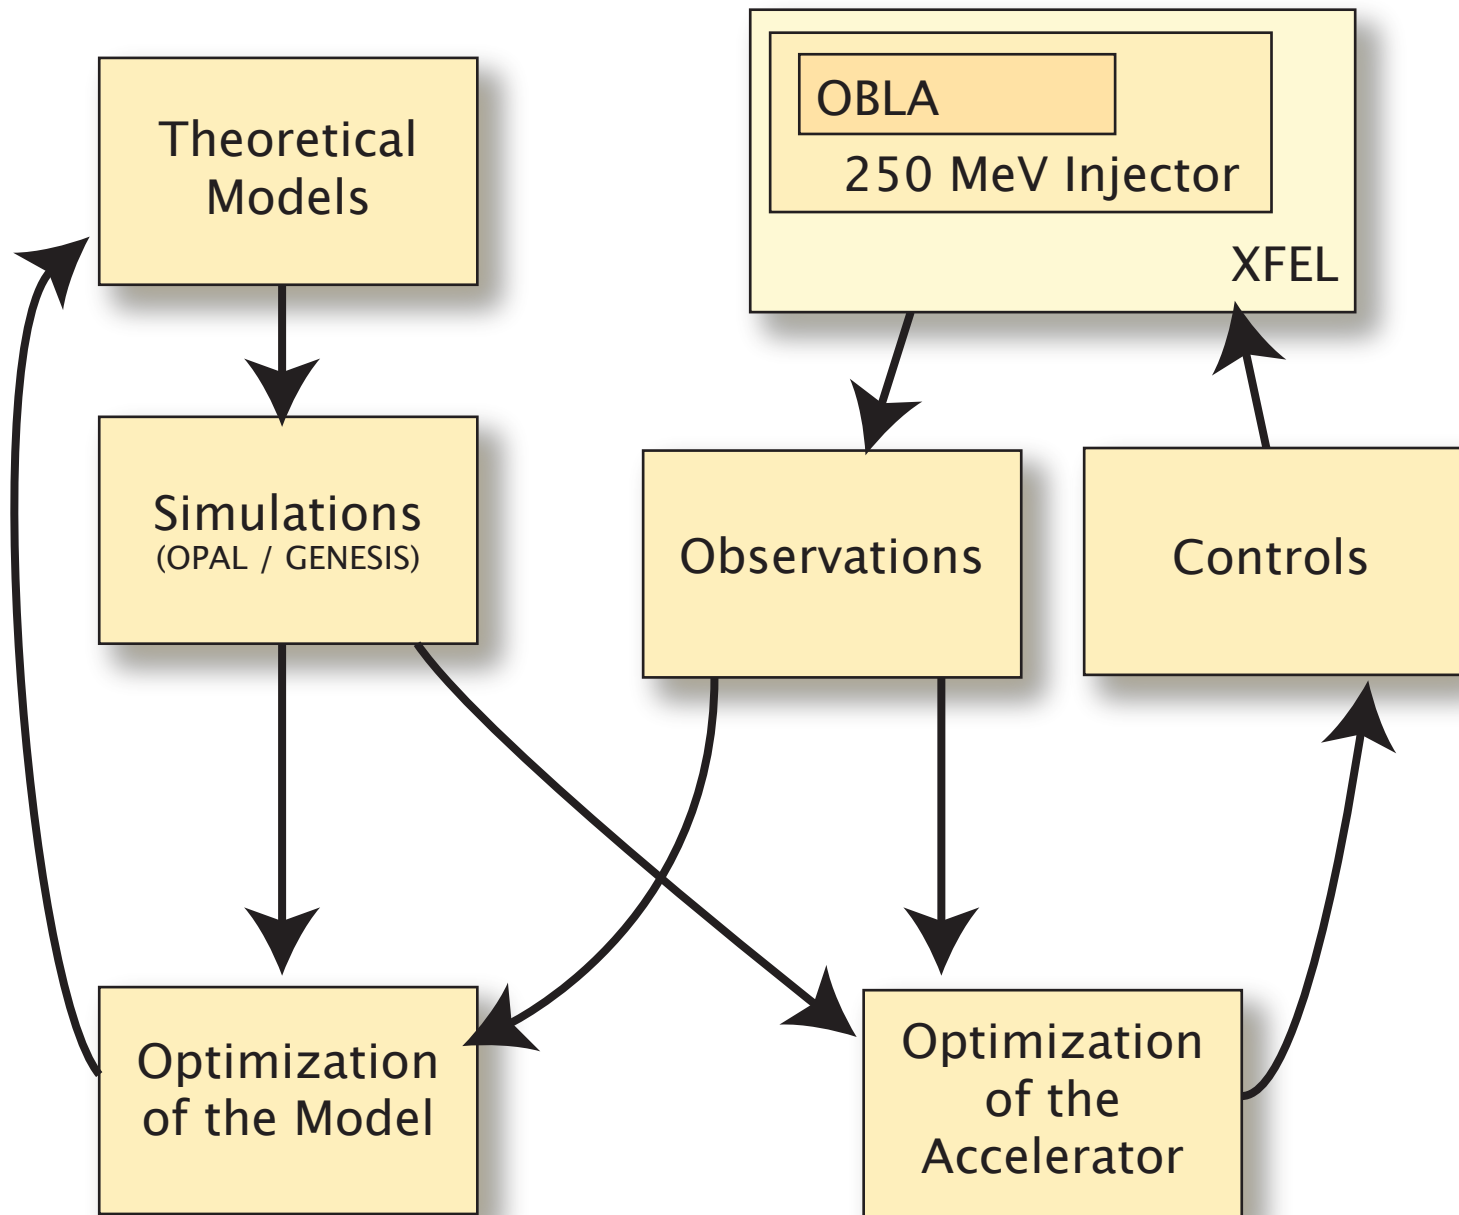 Theoretical
Models
OBLA
250 MeV Injector
XFEL
Simulations
(OPAL / GENESIS)
Observations
Controls
Optimization
of the Model
Optimization
of the
Accelerator